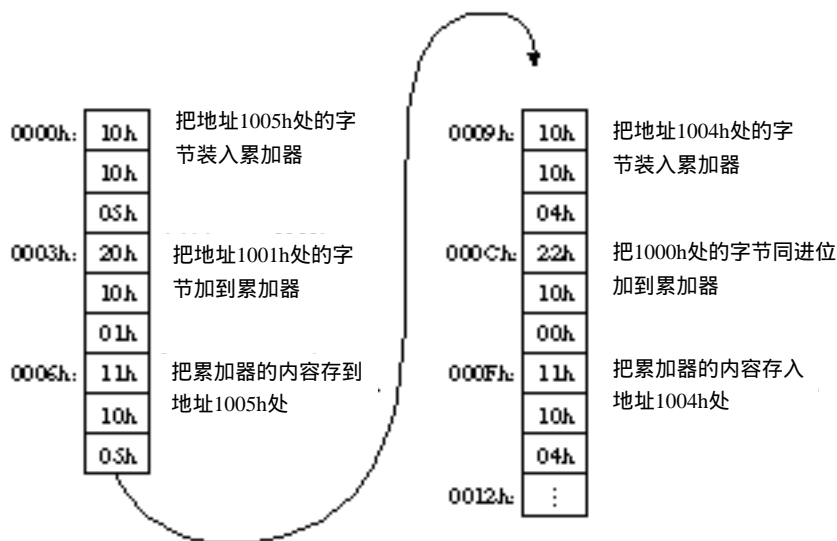 0000h:
10h
把地址1005h处的字
节装入累加器
10h
05h
0003h:
20h
把地址1001h处的字
节加到累加器
10h
01h
0006h:
11h
把累加器的内容存到
地址1005h处
10h
05h
0009h:
10h
把地址1004h处的字
节装入累加器
10h
04h
000Ch:
22h
把1000h处的字节同进位
加到累加器
10h
00h
000Fh:
11h
把累加器的内容存入
地址1004h处
10h
04h
0012h:
⋮